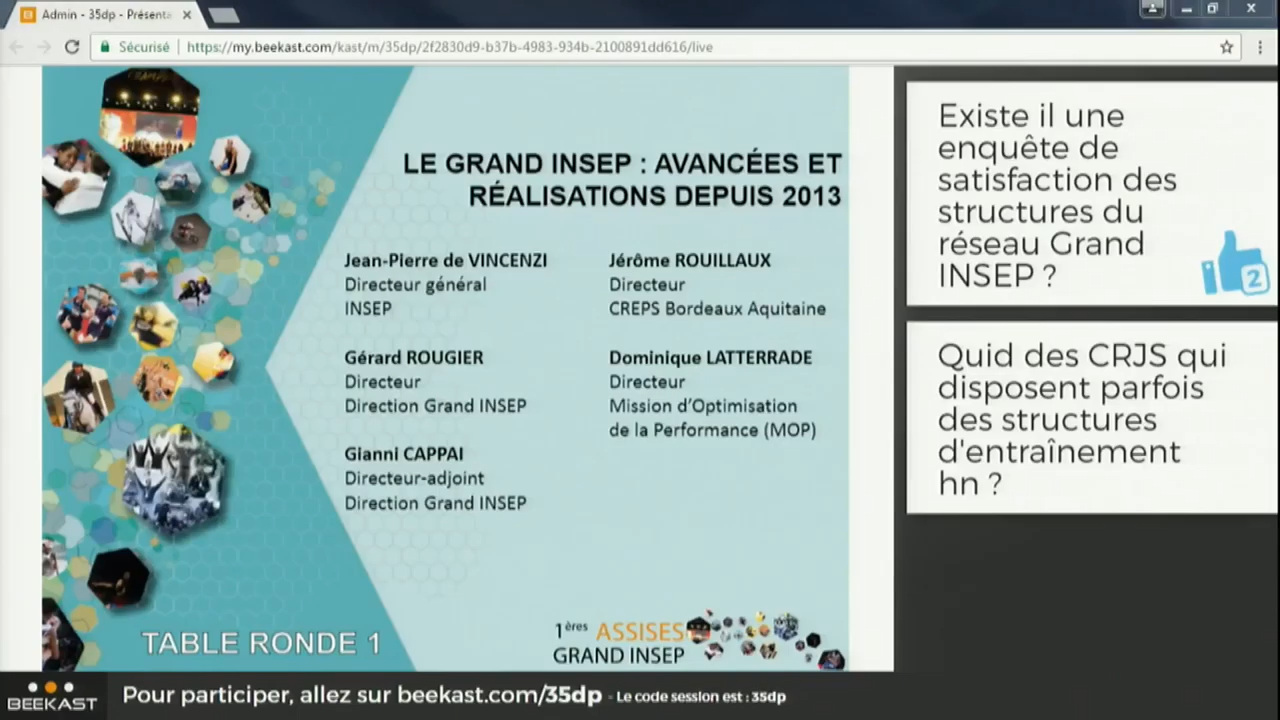 Admin - 35dp - Présenta
Sécurisé
https://my.beekast.com/kast/m/35dp/2f2830d9-b37b-4983-934b-2100891dd616/live
LE GRAND INSEP : AVANCÉES ET
RÉALISATIONS DEPUIS 2013
Jean-Pierre de VINCENZI
Directeur général
INSEP
Gérard ROUGIER
Directeur
Direction Grand INSEP
Gianni CAPPAI
Directeur-adjoint
Direction Grand INSEP
Jérôme ROUILLAUX
Directeur
CREPS Bordeaux Aquitaine
Dominique LATTERRADE
Directeur
Mission d'Optimisation
de la Performance (MOP)
TABLE RONDE 1
1ères ASSISES
GRAND INSEP
Existe il une
enquête de
satisfaction des
structures du
réseau Grand
INSEP ?
2
Quid des CRJS qui
disposent parfois
des structures
d'entraînement
hn ?
BEEKAST
Pour participer, allez sur beekast.com/35dp - Le code session est : 35dp